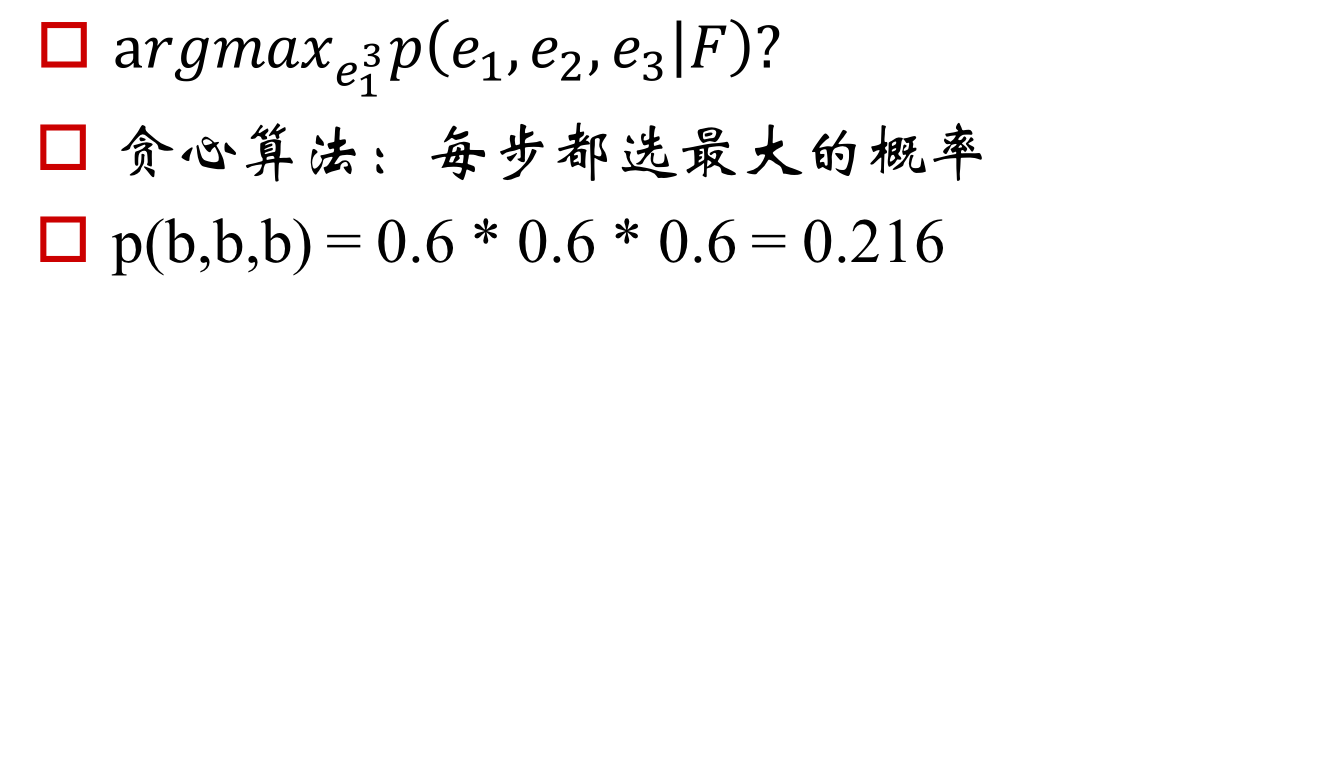 argmax_{e_1^3} p(e_1, e_2, e_3|F)?
贪心算法：每步都选最大的概率
p(b,b,b) = 0.6 * 0.6 * 0.6 = 0.216